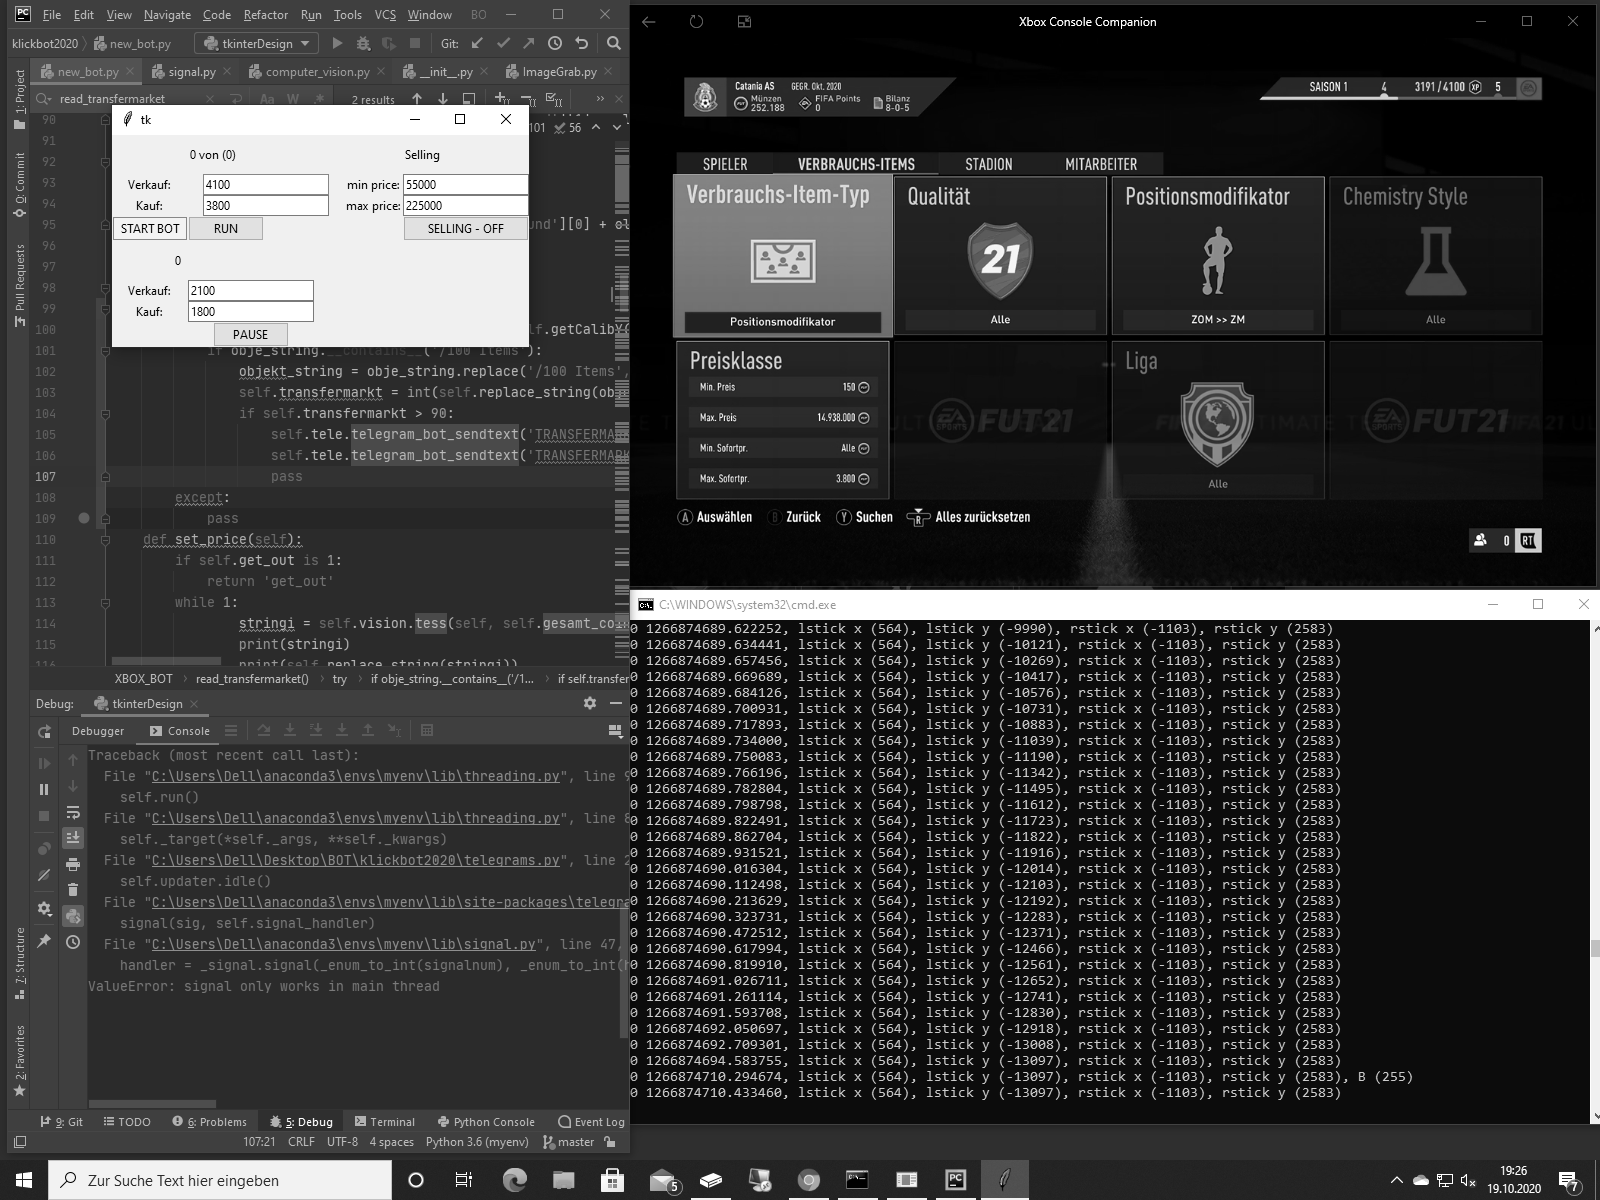 File Edit View Navigate Code Refactor Run Tools VCS Window BO
klickbot2020 new_bot.py tkinterDesign Git:
new_bot.py signal.py computer_vision.py __init__.py ImageGrab.py
read_transfermarket Aa W 2 results
1: Project
0: Commit
Pull Requests
7: Structure
2: Favorites
tk
0 von (0) Selling
Verkauf: 4100 min price: 55000
Kauf: 3800 max price: 225000
START BOT RUN SELLING - OFF
0
Verkauf: 2100
Kauf: 1800
PAUSE
101 56
90
91
92
93
94
95 und'][0] +
96
97
98
99
100 lf.getCalibY(
101 if obje_string.__contains__('/100 Items'):
102 objekt_string = obje_string.replace('/100 Items',
103 self.transfermarkt = int(self.replace_string(obj
104 if self.transfermarkt > 90:
105 self.tele.telegram_bot_sendtext('TRANSFERMAR
106 self.tele.telegram_bot_sendtext('TRANSFERMAR
107 pass
108 except:
109 pass
110 def set_price(self):
111 if self.get_out is 1:
112 return 'get_out'
113 while 1:
114 stringi = self.vision.tess(self, self.gesamt_coi
115 print(stringi)
116 print(self.replace_string(stringi))
XBOX_BOT read_transfermarket() try if obje_string.__contains__('/1... if self.transfer
Debug: tkinterDesign
Debugger Console
Traceback (most recent call last):
File "C:\Users\Dell\anaconda3\envs\myenv\lib\threading.py", line 9
self.run()
File "C:\Users\Dell\anaconda3\envs\myenv\lib\threading.py", line 8
self._target(*self._args, **self._kwargs)
File "C:\Users\Dell\Desktop\BOT\klickbot2020\telegrams.py", line 2
self.updater.idle()
File "C:\Users\Dell\anaconda3\envs\myenv\lib\site-packages\telegra
signal(sig, self.signal_handler)
File "C:\Users\Dell\anaconda3\envs\myenv\lib\signal.py", line 47,
handler = _signal.signal(_enum_to_int(signalnum), _enum_to_int(h
ValueError: signal only works in main thread
9: Git TODO 6: Problems 5: Debug Terminal Python Console Event Log
107:21 CRLF UTF-8 4 spaces Python 3.6 (myenv) master
Xbox Console Companion
Catania AS GEGR. Okt. 2020
Münzen 252.188 FIFA Points 0 Bilanz 8-0-5
SAISON 1 4 3191/4100 XP 5
SPIELER VERBRAUCHS-ITEMS STADION MITARBEITER
Verbrauchs-Item-Typ
Positionsmodifikator
Qualität
21
Alle
Positionsmodifikator
ZOM >> ZM
Chemistry Style
Alle
Preisklasse
Min. Preis 150
Max. Preis 14.938.000
Min. Sofortpr. Alle
Max. Sofortpr. 3.800
EA SPORTS FUT21
Liga
Alle
EA SPORTS FUT21
A Auswählen B Zurück Y Suchen R Alles zurücksetzen
0 RT
C:\WINDOWS\system32\cmd.exe
0 1266874689.622252, lstick x (564), lstick y (-9990), rstick x (-1103), rstick y (2583)
0 1266874689.634441, lstick x (564), lstick y (-10121), rstick x (-1103), rstick y (2583)
0 1266874689.657456, lstick x (564), lstick y (-10269), rstick x (-1103), rstick y (2583)
0 1266874689.669689, lstick x (564), lstick y (-10417), rstick x (-1103), rstick y (2583)
0 1266874689.684126, lstick x (564), lstick y (-10576), rstick x (-1103), rstick y (2583)
0 1266874689.700931, lstick x (564), lstick y (-10731), rstick x (-1103), rstick y (2583)
0 1266874689.717893, lstick x (564), lstick y (-10883), rstick x (-1103), rstick y (2583)
0 1266874689.734000, lstick x (564), lstick y (-11039), rstick x (-1103), rstick y (2583)
0 1266874689.750083, lstick x (564), lstick y (-11190), rstick x (-1103), rstick y (2583)
0 1266874689.766196, lstick x (564), lstick y (-11342), rstick x (-1103), rstick y (2583)
0 1266874689.782804, lstick x (564), lstick y (-11495), rstick x (-1103), rstick y (2583)
0 1266874689.798798, lstick x (564), lstick y (-11612), rstick x (-1103), rstick y (2583)
0 1266874689.822491, lstick x (564), lstick y (-11723), rstick x (-1103), rstick y (2583)
0 1266874689.862704, lstick x (564), lstick y (-11822), rstick x (-1103), rstick y (2583)
0 1266874689.931521, lstick x (564), lstick y (-11916), rstick x (-1103), rstick y (2583)
0 1266874690.016304, lstick x (564), lstick y (-12014), rstick x (-1103), rstick y (2583)
0 1266874690.112498, lstick x (564), lstick y (-12103), rstick x (-1103), rstick y (2583)
0 1266874690.213629, lstick x (564), lstick y (-12192), rstick x (-1103), rstick y (2583)
0 1266874690.323731, lstick x (564), lstick y (-12283), rstick x (-1103), rstick y (2583)
0 1266874690.472512, lstick x (564), lstick y (-12371), rstick x (-1103), rstick y (2583)
0 1266874690.617994, lstick x (564), lstick y (-12466), rstick x (-1103), rstick y (2583)
0 1266874690.819910, lstick x (564), lstick y (-12561), rstick x (-1103), rstick y (2583)
0 1266874691.026711, lstick x (564), lstick y (-12652), rstick x (-1103), rstick y (2583)
0 1266874691.261114, lstick x (564), lstick y (-12741), rstick x (-1103), rstick y (2583)
0 1266874691.593708, lstick x (564), lstick y (-12830), rstick x (-1103), rstick y (2583)
0 1266874692.050697, lstick x (564), lstick y (-12918), rstick x (-1103), rstick y (2583)
0 1266874692.709301, lstick x (564), lstick y (-13008), rstick x (-1103), rstick y (2583)
0 1266874694.583755, lstick x (564), lstick y (-13097), rstick x (-1103), rstick y (2583)
0 1266874710.294674, lstick x (564), lstick y (-13097), rstick x (-1103), rstick y (2583), B (255)
0 1266874710.433460, lstick x (564), lstick y (-13097), rstick x (-1103), rstick y (2583)
Zur Suche Text hier eingeben 5 19:26
19.10.2020 7